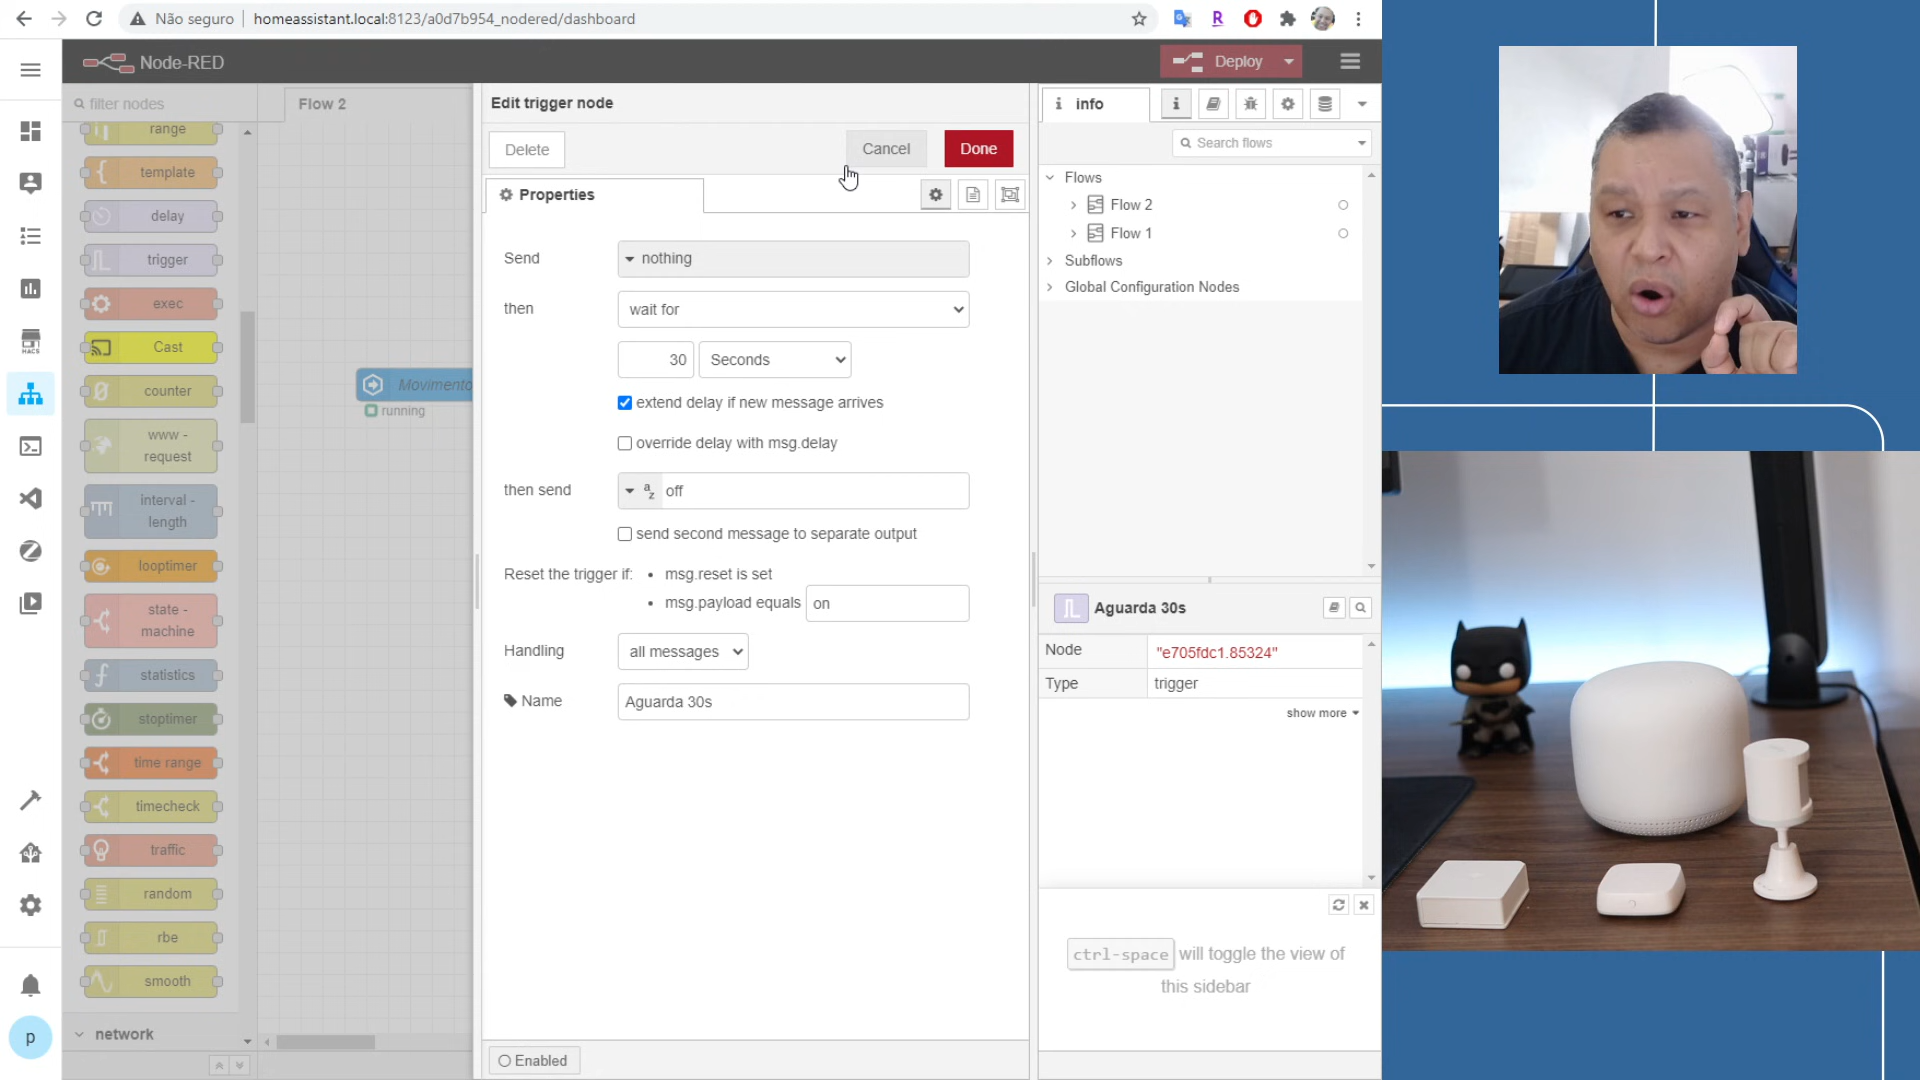 Não seguro
homeassistant.local:8123/a0d7b954_nodered/dashboard
Node-RED
Deploy
filter nodes
Flow 2
range
template
delay
trigger
exec
Cast
counter
www -
request
interval -
length
looptimer
state -
machine
statistics
stoptimer
time range
timecheck
traffic
random
rbe
smooth
network
HACS
p
Movimento
running
Edit trigger node
Delete
Cancel
Done
Properties
Send
nothing
then
wait for
30
Seconds
extend delay if new message arrives
override delay with msg.delay
then send
off
send second message to separate output
Reset the trigger if:
• msg.reset is set
• msg.payload equals
on
Handling
all messages
Name
Aguarda 30s
Enabled
info
Search flows
Flows
Flow 2
Flow 1
Subflows
Global Configuration Nodes
Aguarda 30s
Node
"e705fdc1.85324"
Type
trigger
show more
ctrl-space will toggle the view of
this sidebar